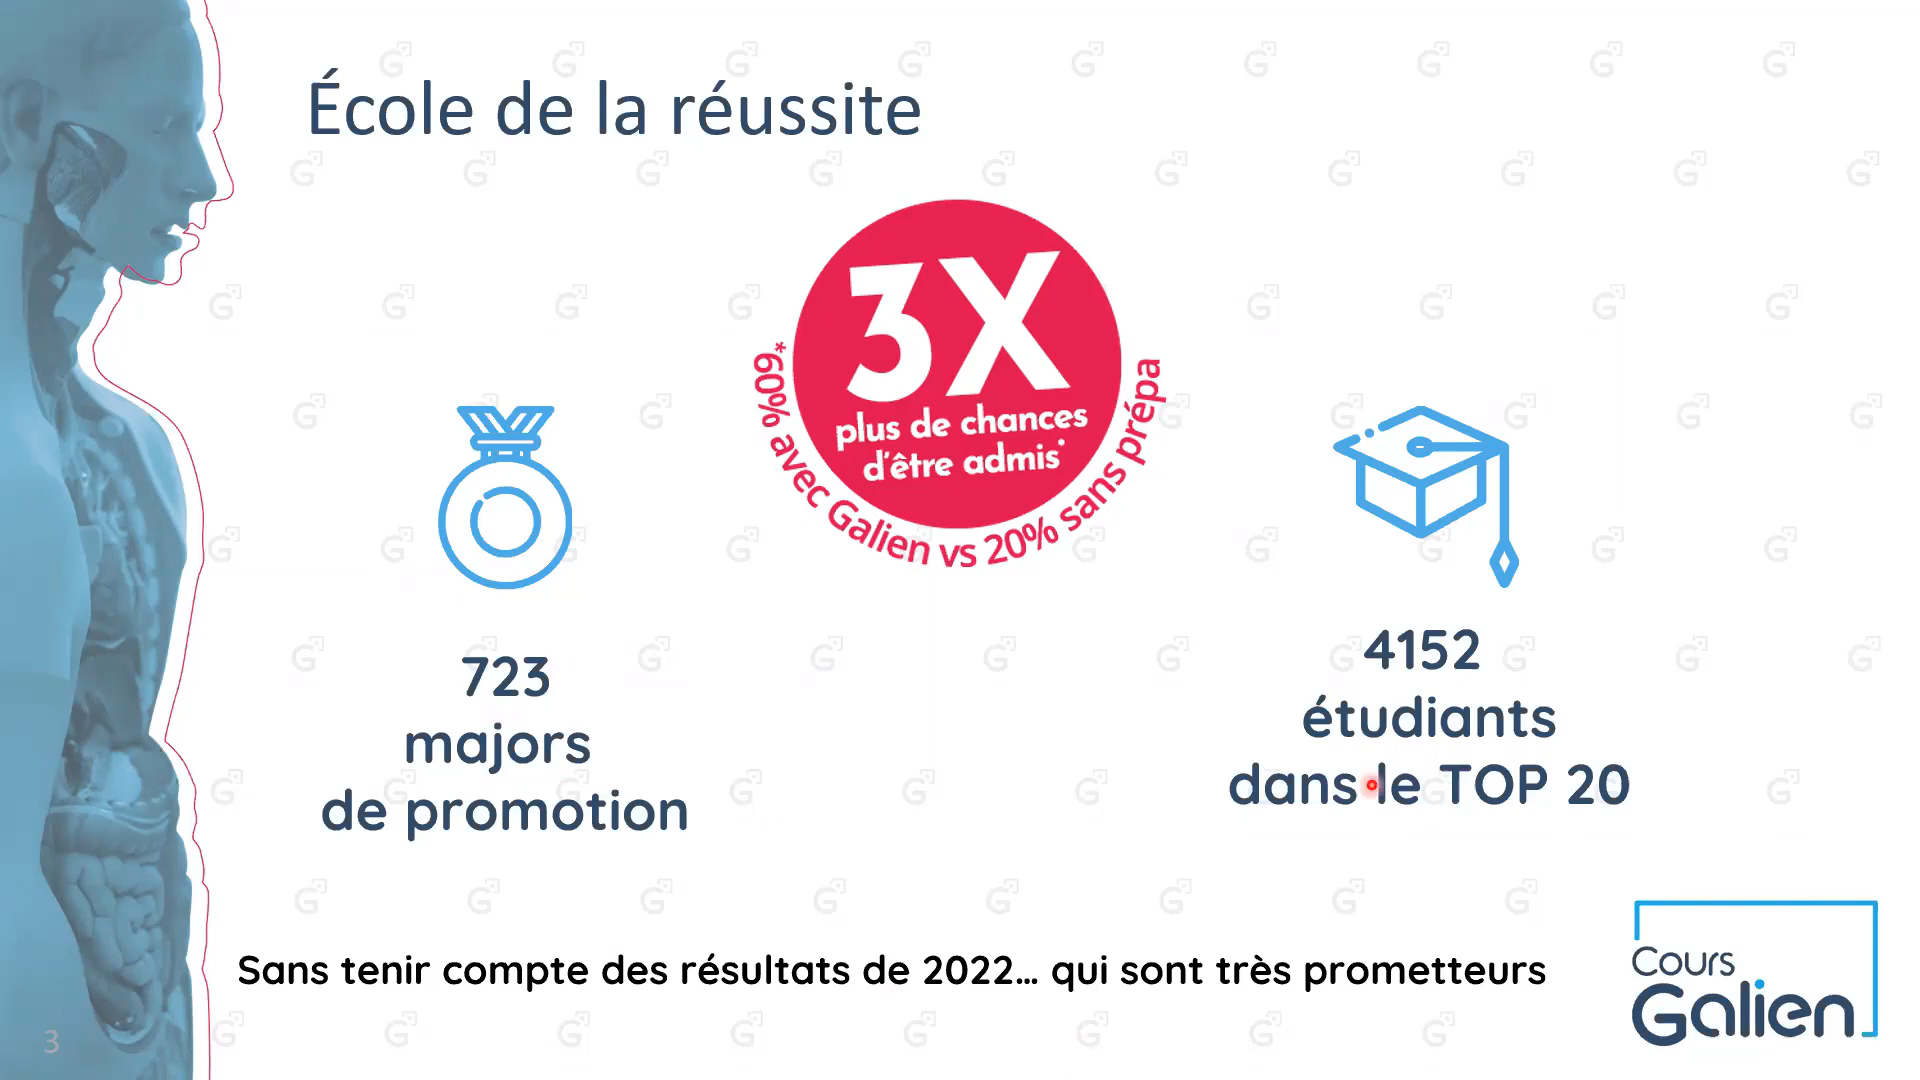 École de la réussite
3X
plus de chances
d'être admis*
60%* avec Galien vs 20% sans prépa
723
majors
de promotion
4152
étudiants
dans le TOP 20
Sans tenir compte des résultats de 2022... qui sont très prometteurs
Cours
Galien
3